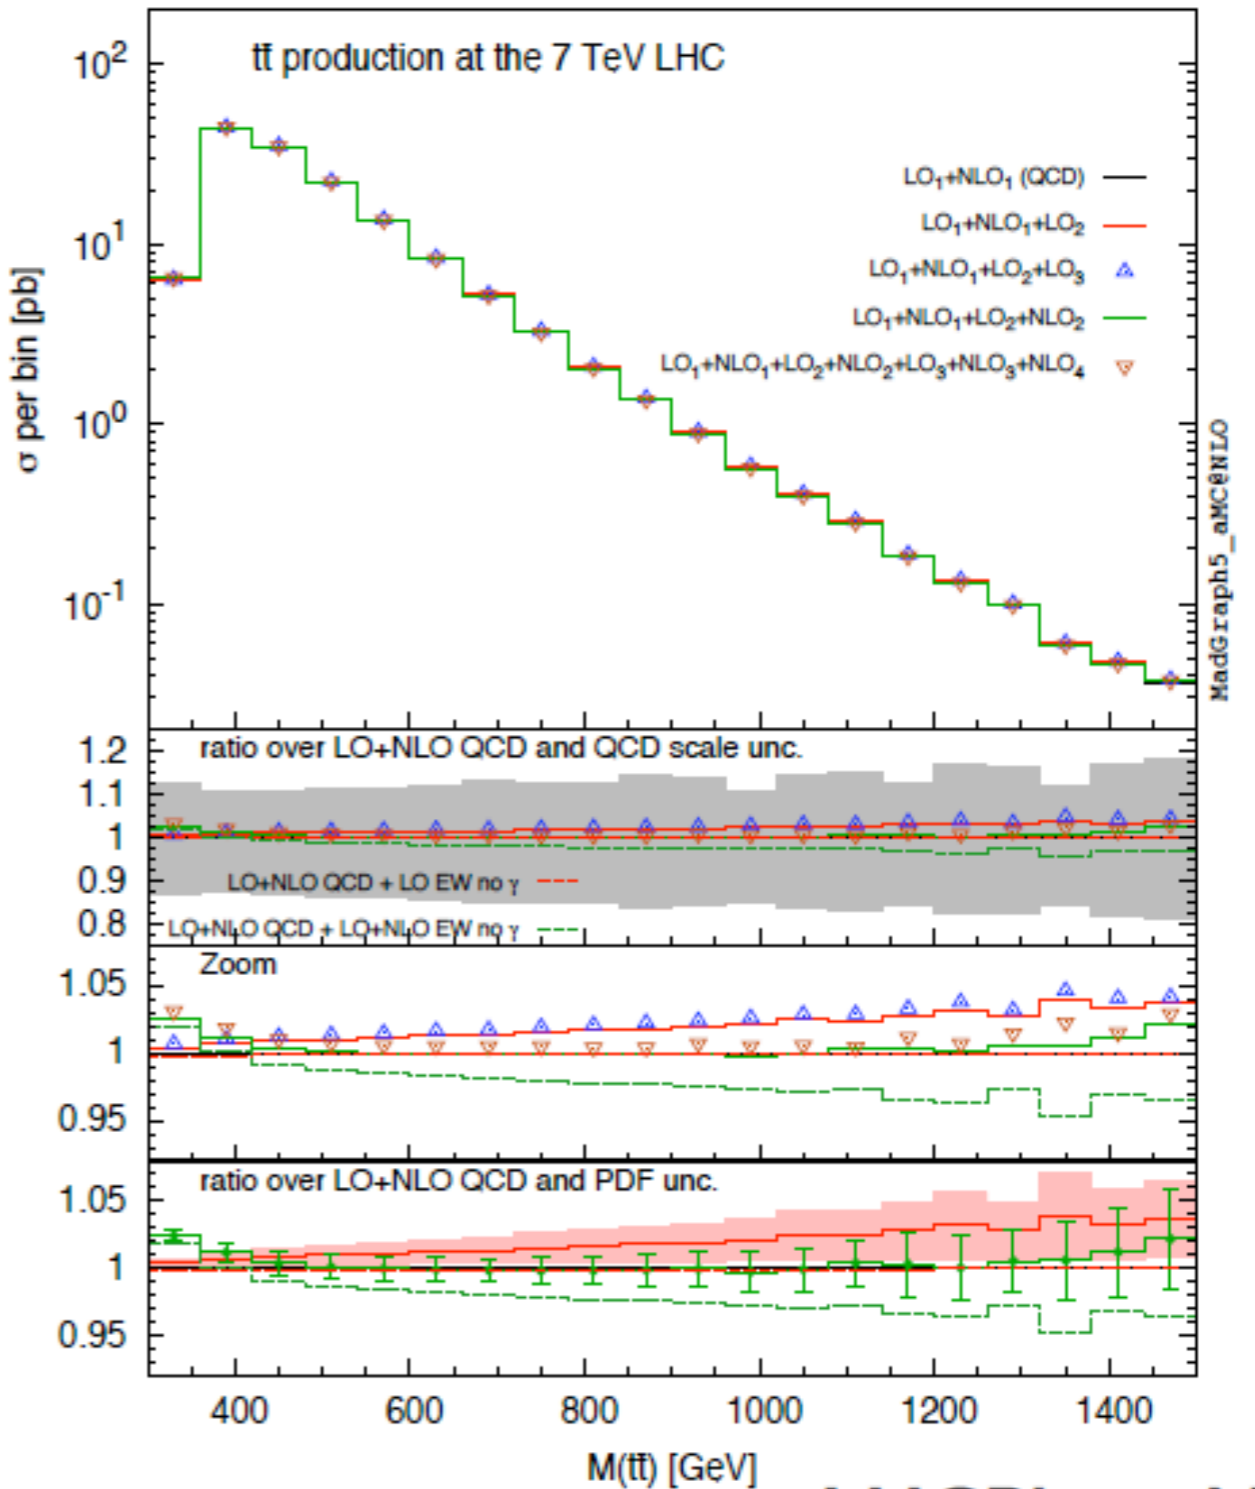 tt̄ production at the 7 TeV LHC
10²
10¹
10⁰
10⁻¹
σ per bin [pb]
LO₁+NLO₁ (QCD)
LO₁+NLO₁+LO₂
LO₁+NLO₁+LO₂+LO₃
LO₁+NLO₁+LO₂+NLO₂
LO₁+NLO₁+LO₂+NLO₂+LO₃+NLO₃+NLO₄
MadGraph5_aMC@NLO
ratio over LO+NLO QCD and QCD scale unc.
1.2
1.1
1
0.9
0.8
LO+NLO QCD + LO EW no γ
LO+NLO QCD + LO+NLO EW no γ
Zoom
1.05
1
0.95
ratio over LO+NLO QCD and PDF unc.
1.05
1
0.95
400 600 800 1000 1200 1400
M(tt̄) [GeV]